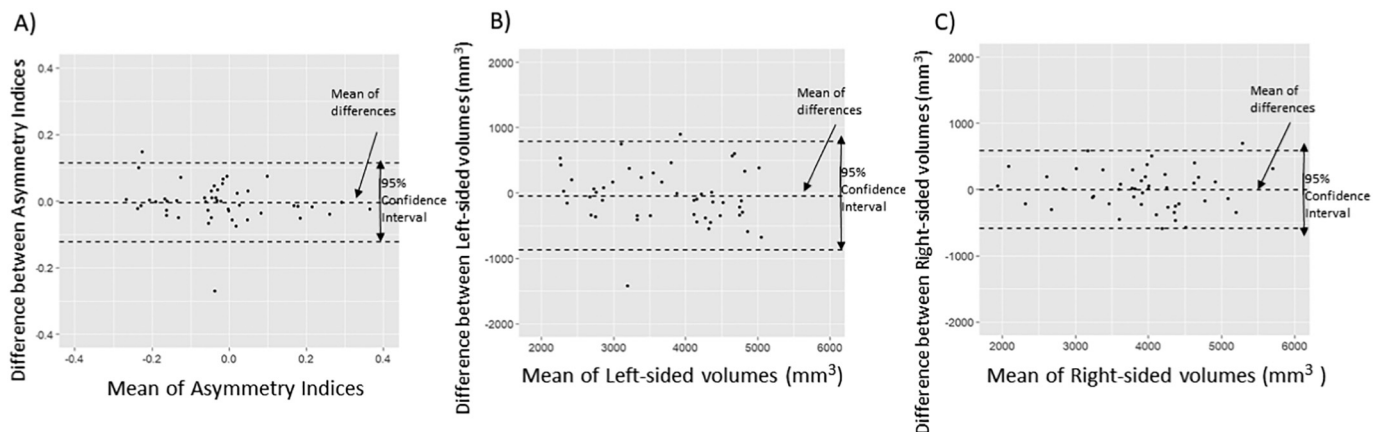 A)
Difference between Asymmetry Indices
0.4
0.2
0.0
-0.2
-0.4
-0.4
-0.2
0.0
0.2
0.4
Mean of
differences
95%
Confidence
Interval
Mean of Asymmetry Indices
B)
Difference between Left-sided volumes (mm³)
2000
1000
0
-1000
-2000
2000
3000
4000
5000
6000
Mean of
differences
95%
Confidence
Interval
Mean of Left-sided volumes (mm³)
C)
Difference between Right-sided volumes (mm³)
2000
1000
0
-1000
-2000
2000
3000
4000
5000
6000
Mean of
differences
95%
Confidence
Interval
Mean of Right-sided volumes (mm³ )